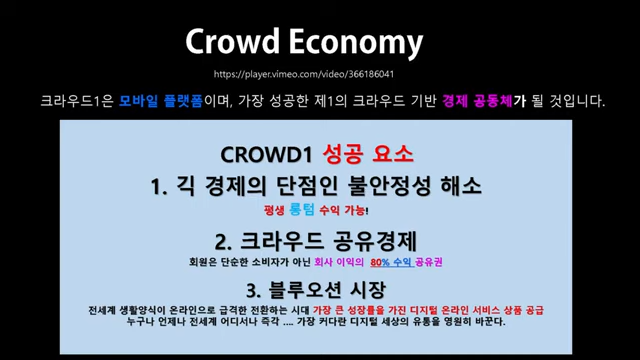 Crowd Economy
https://player.vimeo.com/video/366186041
크라우드1은 모바일 플랫폼이며, 가장 성공한 제1의 크라우드 기반 경제 공동체가 될 것입니다.
CROWD1 성공 요소
1. 긱 경제의 단점인 불안정성 해소
평생 롱텀 수익 가능!
2. 크라우드 공유경제
회원은 단순한 소비자가 아닌 회사 이익의 80% 수익 공유권
3. 블루오션 시장
전세계 생활양식이 온라인으로 급격한 전환하는 시대 가장 큰 성장률을 가진 디지털 온라인 서비스 상품 공급
누구나 언제나 전세계 어디서나 즉각 .... 가장 커다란 디지털 세상의 유통을 영원히 바꾼다.